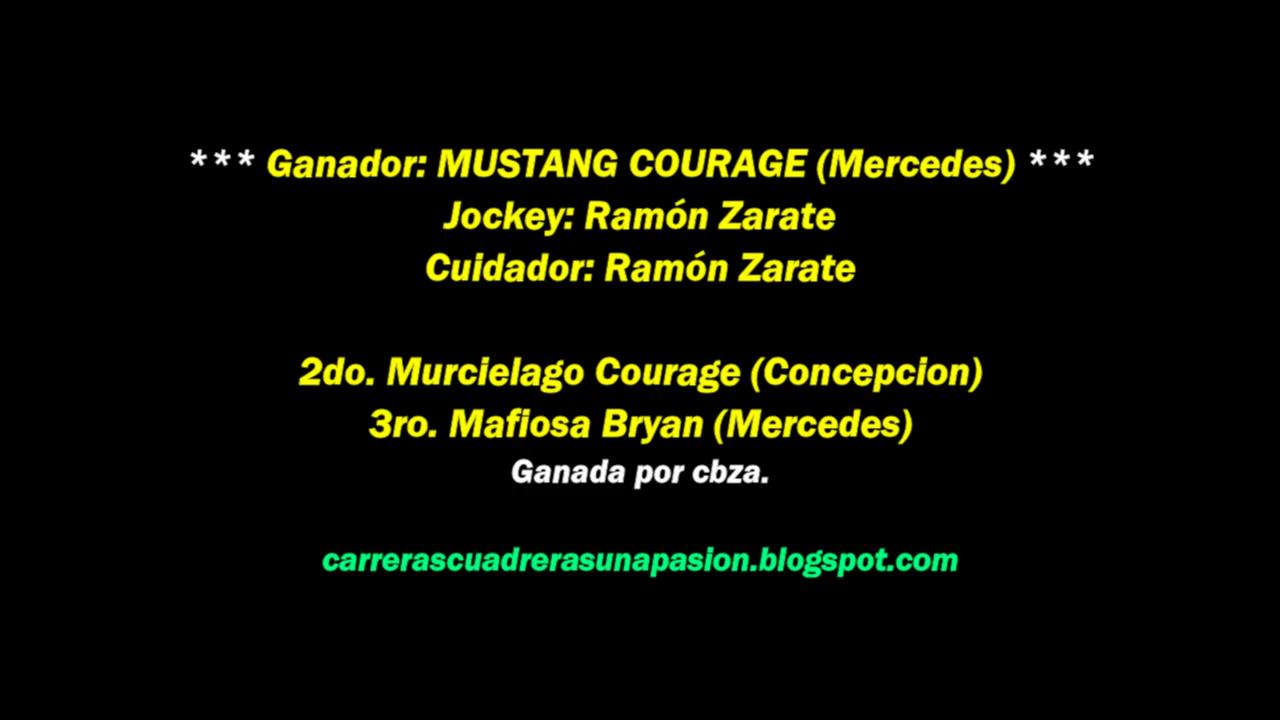 *** Ganador: MUSTANG COURAGE (Mercedes) ***
Jockey: Ramón Zarate
Cuidador: Ramón Zarate
2do. Murcielago Courage (Concepcion)
3ro. Mafiosa Bryan (Mercedes)
Ganada por cbza.
carrerascuadrerasunapasion.blogspot.com